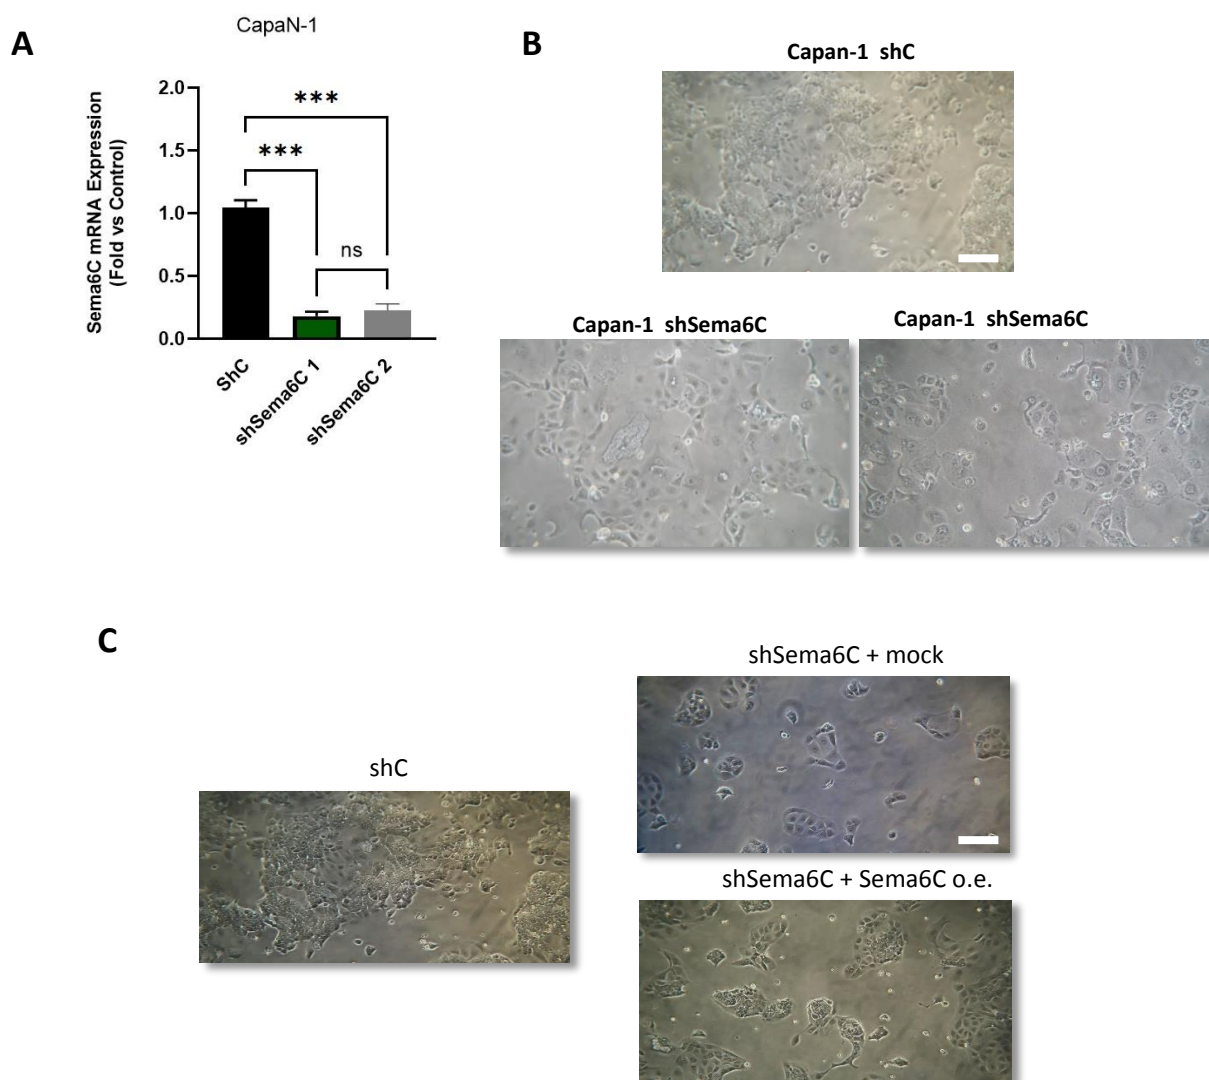 A
CapaN-1
Sema6C mRNA Expression
(Fold vs Control)
2.0
1.5
1.0
0.5
0.0
***
***
ns
ShC
shSema6C 1
shSema6C 2
B
Capan-1 shC
Capan-1 shSema6C
Capan-1 shSema6C
C
shC
shSema6C + mock
shSema6C + Sema6C o.e.